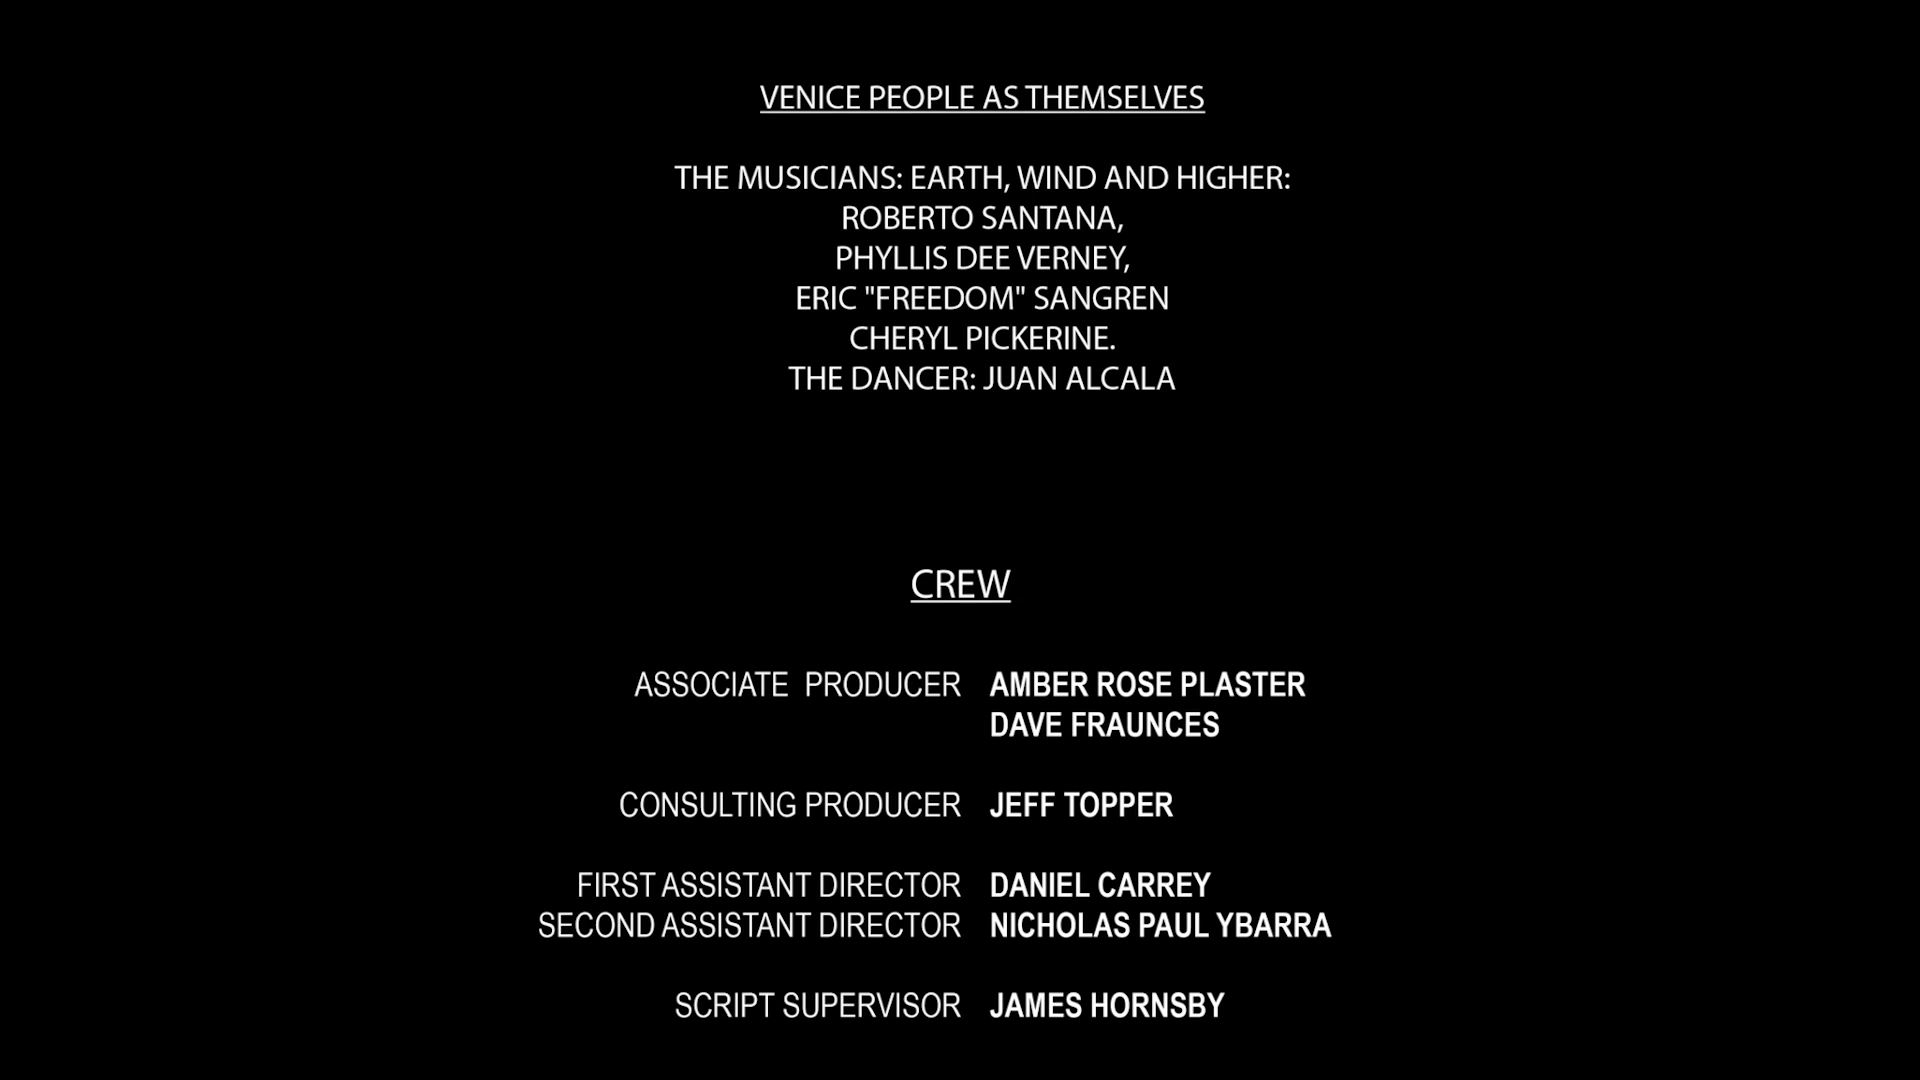 VENICE PEOPLE AS THEMSELVES
THE MUSICIANS: EARTH, WIND AND HIGHER:
ROBERTO SANTANA,
PHYLLIS DEE VERNEY,
ERIC "FREEDOM" SANGREN
CHERYL PICKERINE.
THE DANCER: JUAN ALCALA
CREW
ASSOCIATE PRODUCER AMBER ROSE PLASTER
DAVE FRAUNCES
CONSULTING PRODUCER JEFF TOPPER
FIRST ASSISTANT DIRECTOR DANIEL CARREY
SECOND ASSISTANT DIRECTOR NICHOLAS PAUL YBARRA
SCRIPT SUPERVISOR JAMES HORNSBY